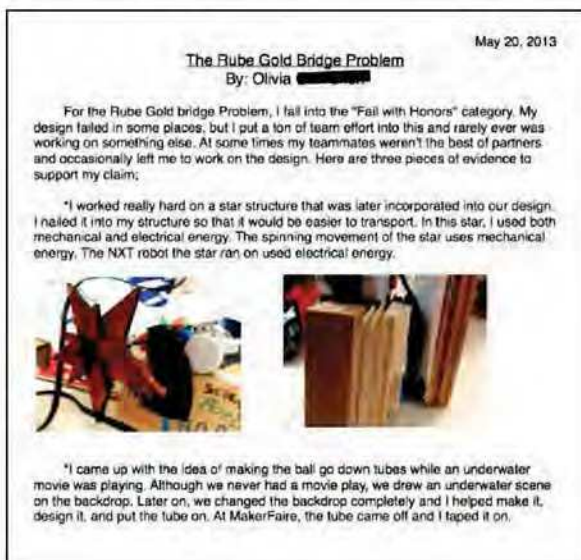 May 20, 2013
The Rube Gold Bridge Problem
By: Olivia
For the Rube Gold bridge Problem, I fall into the "Fail with Honors" category. My
design failed in some places, but I put a ton of team effort into this and rarely ever was
working on something else. At some times my teammates weren't the best of partners
and occasionally left me to work on the design. Here are three pieces of evidence to
support my claim;
*I worked really hard on a star structure that was later incorporated into our design.
I nailed it into my structure so that it would be easier to transport. In this star, I used both
mechanical and electrical energy. The spinning movement of the star uses mechanical
energy. The NXT robot the star ran on used electrical energy.
*I came up with the idea of making the ball go down tubes while an underwater
movie was playing. Although we never had a movie play, we drew an underwater scene
on the backdrop. Later on, we changed the backdrop completely and I helped make it,
design it, and put the tube on. At MakerFaire, the tube came off and I taped it on.